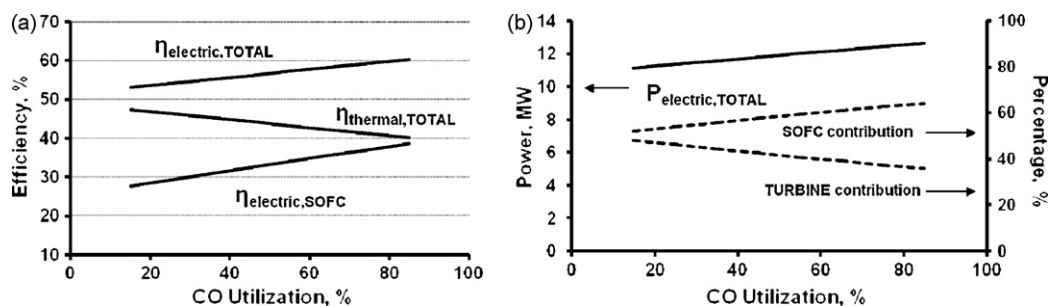 (a)
70
60
50
40
30
20
10
Efficiency, %
ηelectric,TOTAL
ηthermal,TOTAL
ηelectric,SOFC
0 20 40 60 80 100
CO Utilization, %
(b)
14
12
10
8
6
4
2
0
Power, MW
Pelectric,TOTAL
SOFC contribution
TURBINE contribution
100
80
60
40
20
0
Percentage, %
0 20 40 60 80 100
CO Utilization, %